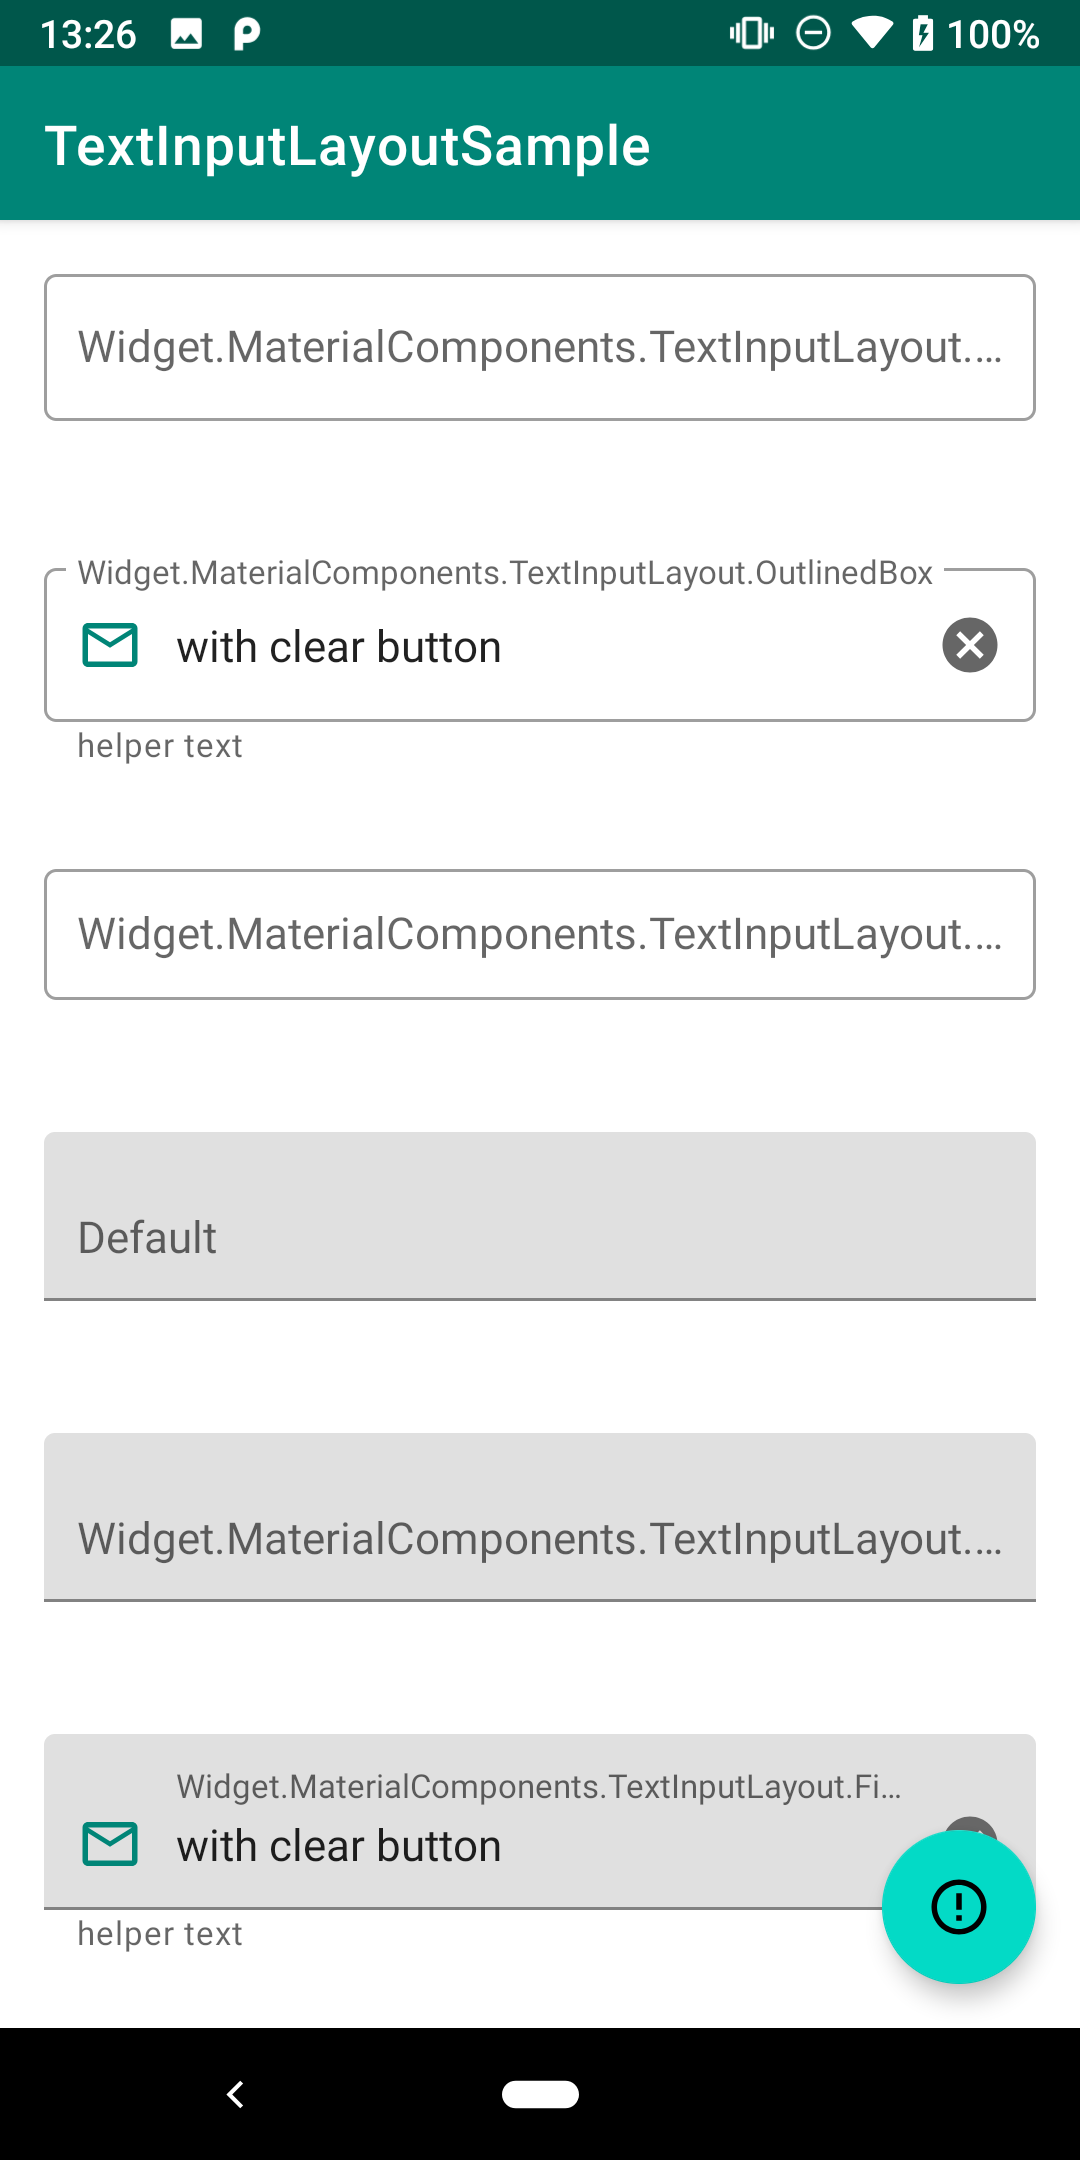 13:26 100%
TextInputLayoutSample
Widget.MaterialComponents.TextInputLayout.…
Widget.MaterialComponents.TextInputLayout.OutlinedBox
with clear button
helper text
Widget.MaterialComponents.TextInputLayout.…
Default
Widget.MaterialComponents.TextInputLayout.…
Widget.MaterialComponents.TextInputLayout.Fi…
with clear button
helper text